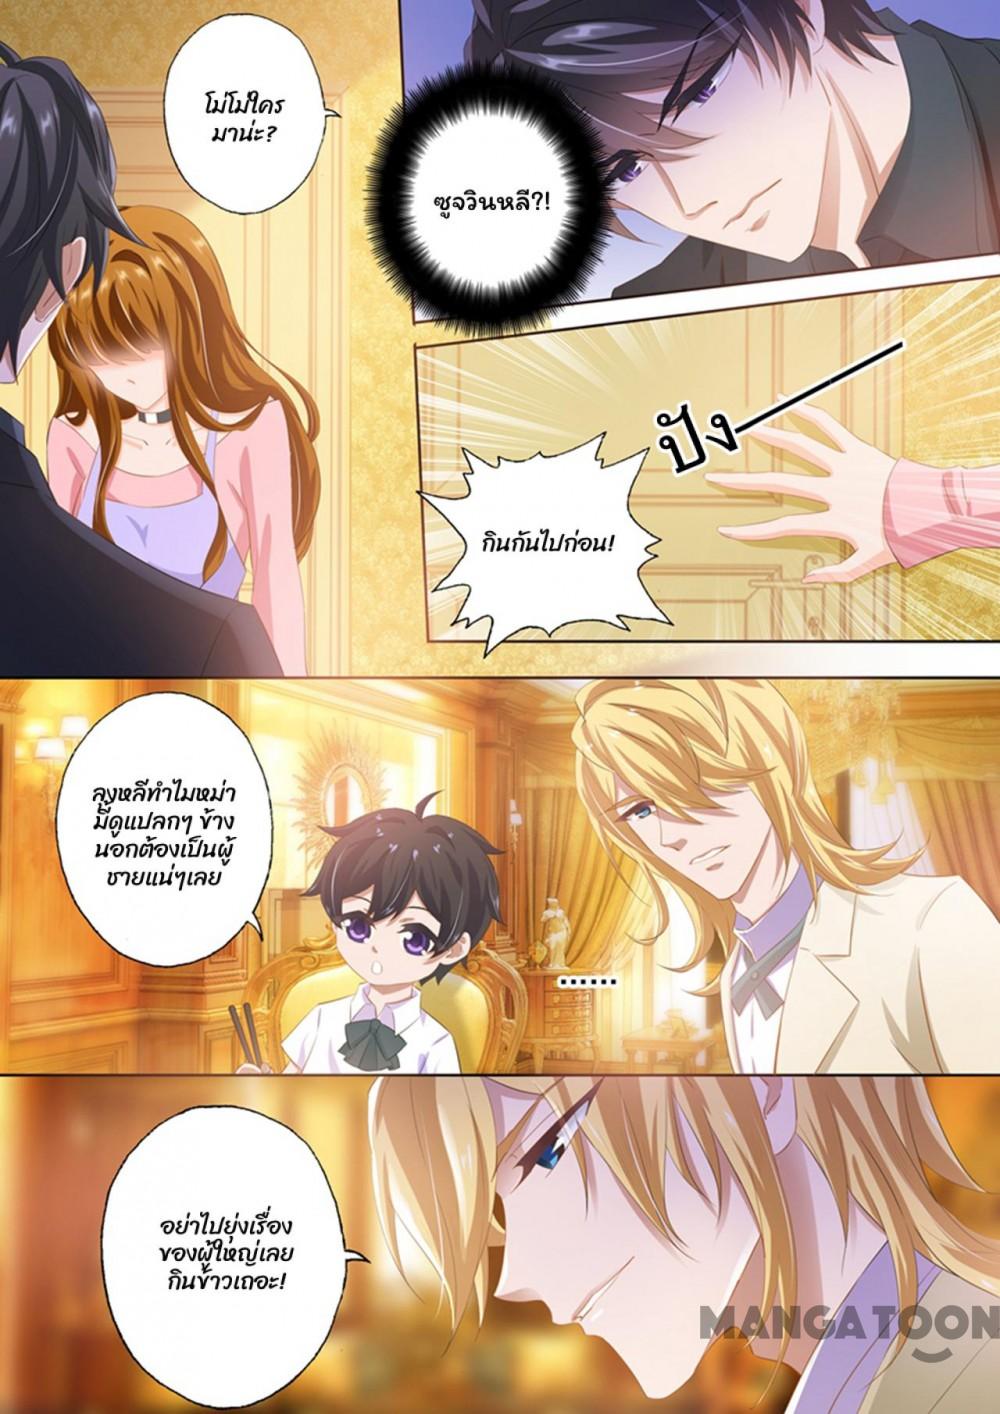 โม่โม่ใคร
มาน่ะ?
ซูจวินหลี?!
ปัง
กินกันไปก่อน!
ลุงหลีทำไมหม่า
มี้ดูแปลกๆ ข้าง
นอกต้องเป็นผู้
ชายแน่ๆเลย
......
อย่าไปยุ่งเรื่อง
ของผู้ใหญ่เลย
กินข้าวเถอะ!
MANGA TOON